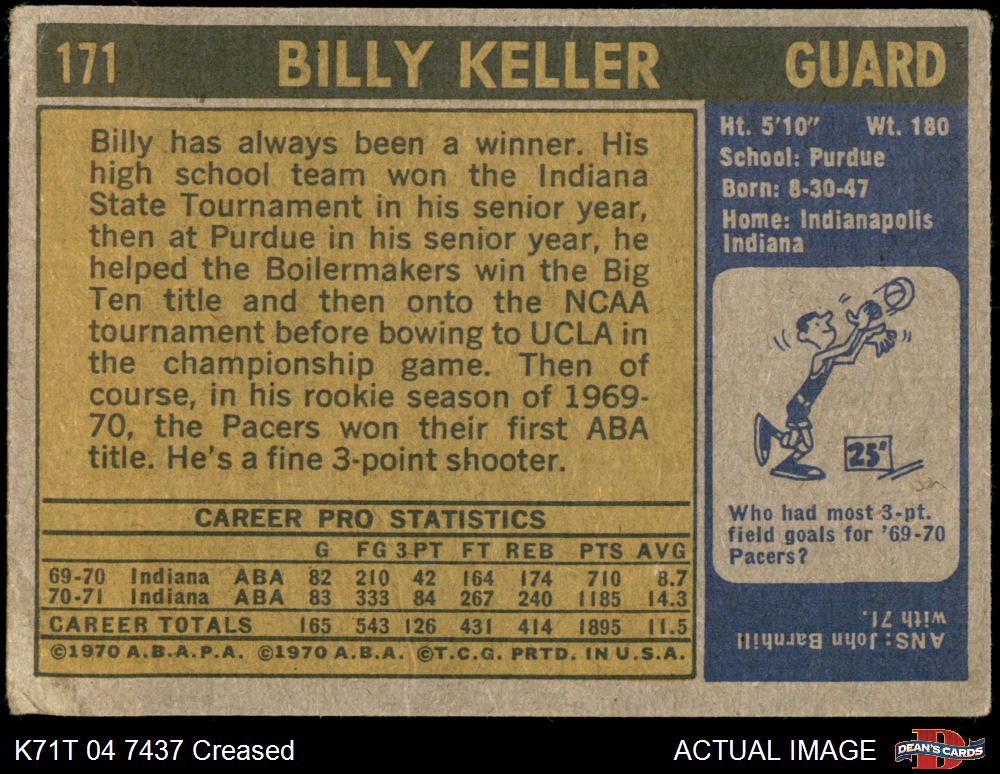 171 BILLY KELLER GUARD
Billy has always been a winner. His
high school team won the Indiana
State Tournament in his senior year,
then at Purdue in his senior year, he
helped the Boilermakers win the Big
Ten title and then onto the NCAA
tournament before bowing to UCLA in
the championship game. Then of
course, in his rookie season of 1969-
70, the Pacers won their first ABA
title. He's a fine 3-point shooter.
CAREER PRO STATISTICS
G FG 3 PT FT REB PTS AVG
69-70 Indiana ABA 82 210 42 164 174 710 8.7
70-71 Indiana ABA 83 333 84 267 240 1185 14.3
CAREER TOTALS 165 543 126 431 414 1895 11.5
©1970 A.B.A.P.A. ©1970 A.B.A. ©T.C.G. PRTD. IN U.S.A.
Ht. 5'10" Wt. 180
School: Purdue
Born: 8-30-47
Home: Indianapolis
Indiana
25'
Who had most 3-pt.
field goals for '69-70
Pacers?
ANS: John Barnhill
with 71.
K71T 04 7437 Creased
ACTUAL IMAGE
D
DEAN'S CARDS